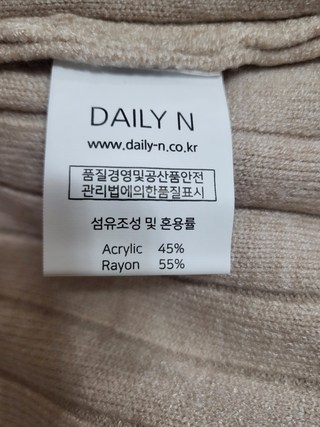 DAILY N
www.daily-n.co.kr
품질경영및공산품안전
관리법에의한품질표시
섬유조성 및 혼용률
Acrylic 45%
Rayon 55%